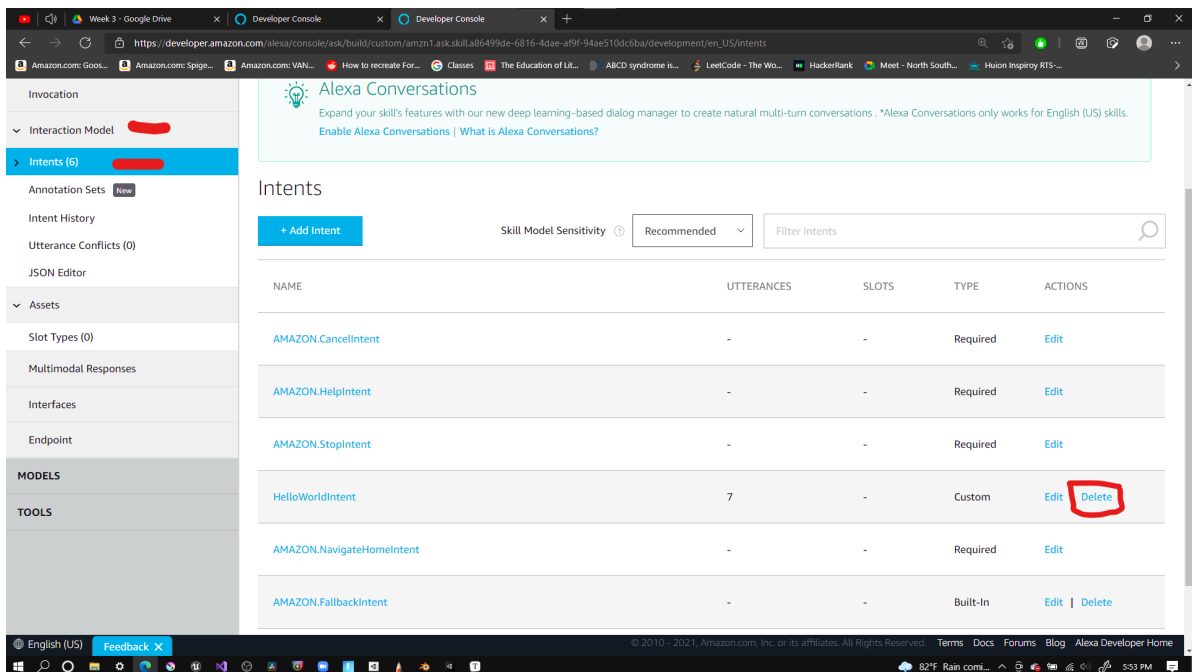 Week 3 - Google Drive
Developer Console
Developer Console
https://developer.amazon.com/alexa/console/ask/build/custom/amzn1.ask.skill.a86499de-6816-4dae-af9f-94ae510dc6ba/development/en_US/intents
Amazon.com: Goos... Amazon.com: Spige... Amazon.com: VAN... How to recreate For... Classes The Education of Lit... ABCD syndrome is... LeetCode - The Wo... HackerRank Meet - North South... Huion Inspiroy RTS-...
Invocation
Interaction Model
Intents (6)
Annotation Sets New
Intent History
Utterance Conflicts (0)
JSON Editor
Assets
Slot Types (0)
Multimodal Responses
Interfaces
Endpoint
MODELS
TOOLS
Alexa Conversations
Expand your skill's features with our new deep learning–based dialog manager to create natural multi-turn conversations . *Alexa Conversations only works for English (US) skills.
Enable Alexa Conversations | What is Alexa Conversations?
Intents
+ Add Intent Skill Model Sensitivity ? Recommended Filter intents
NAME UTTERANCES SLOTS TYPE ACTIONS
AMAZON.CancelIntent - - Required Edit
AMAZON.HelpIntent - - Required Edit
AMAZON.StopIntent - - Required Edit
HelloWorldIntent 7 - Custom Edit Delete
AMAZON.NavigateHomeIntent - - Required Edit
AMAZON.FallbackIntent - - Built-In Edit | Delete
English (US) Feedback © 2010 - 2021, Amazon.com, Inc. or its affiliates. All Rights Reserved. Terms Docs Forums Blog Alexa Developer Home
82°F Rain comi... 5:53 PM